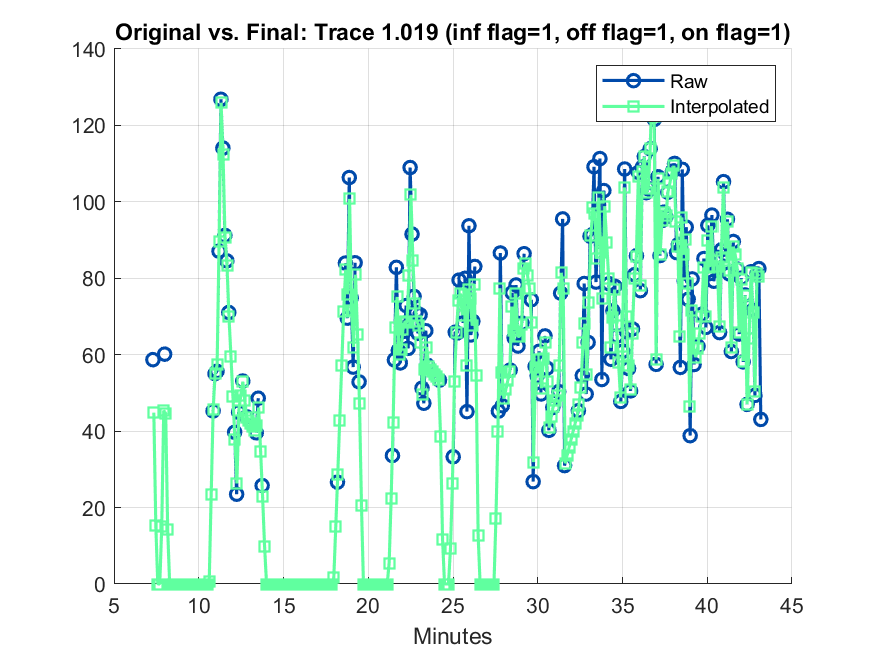 Original vs. Final: Trace 1.019 (inf flag=1, off flag=1, on flag=1)
140
120
100
80
60
40
20
0
Raw
Interpolated
5 10 15 20 25 30 35 40 45
Minutes